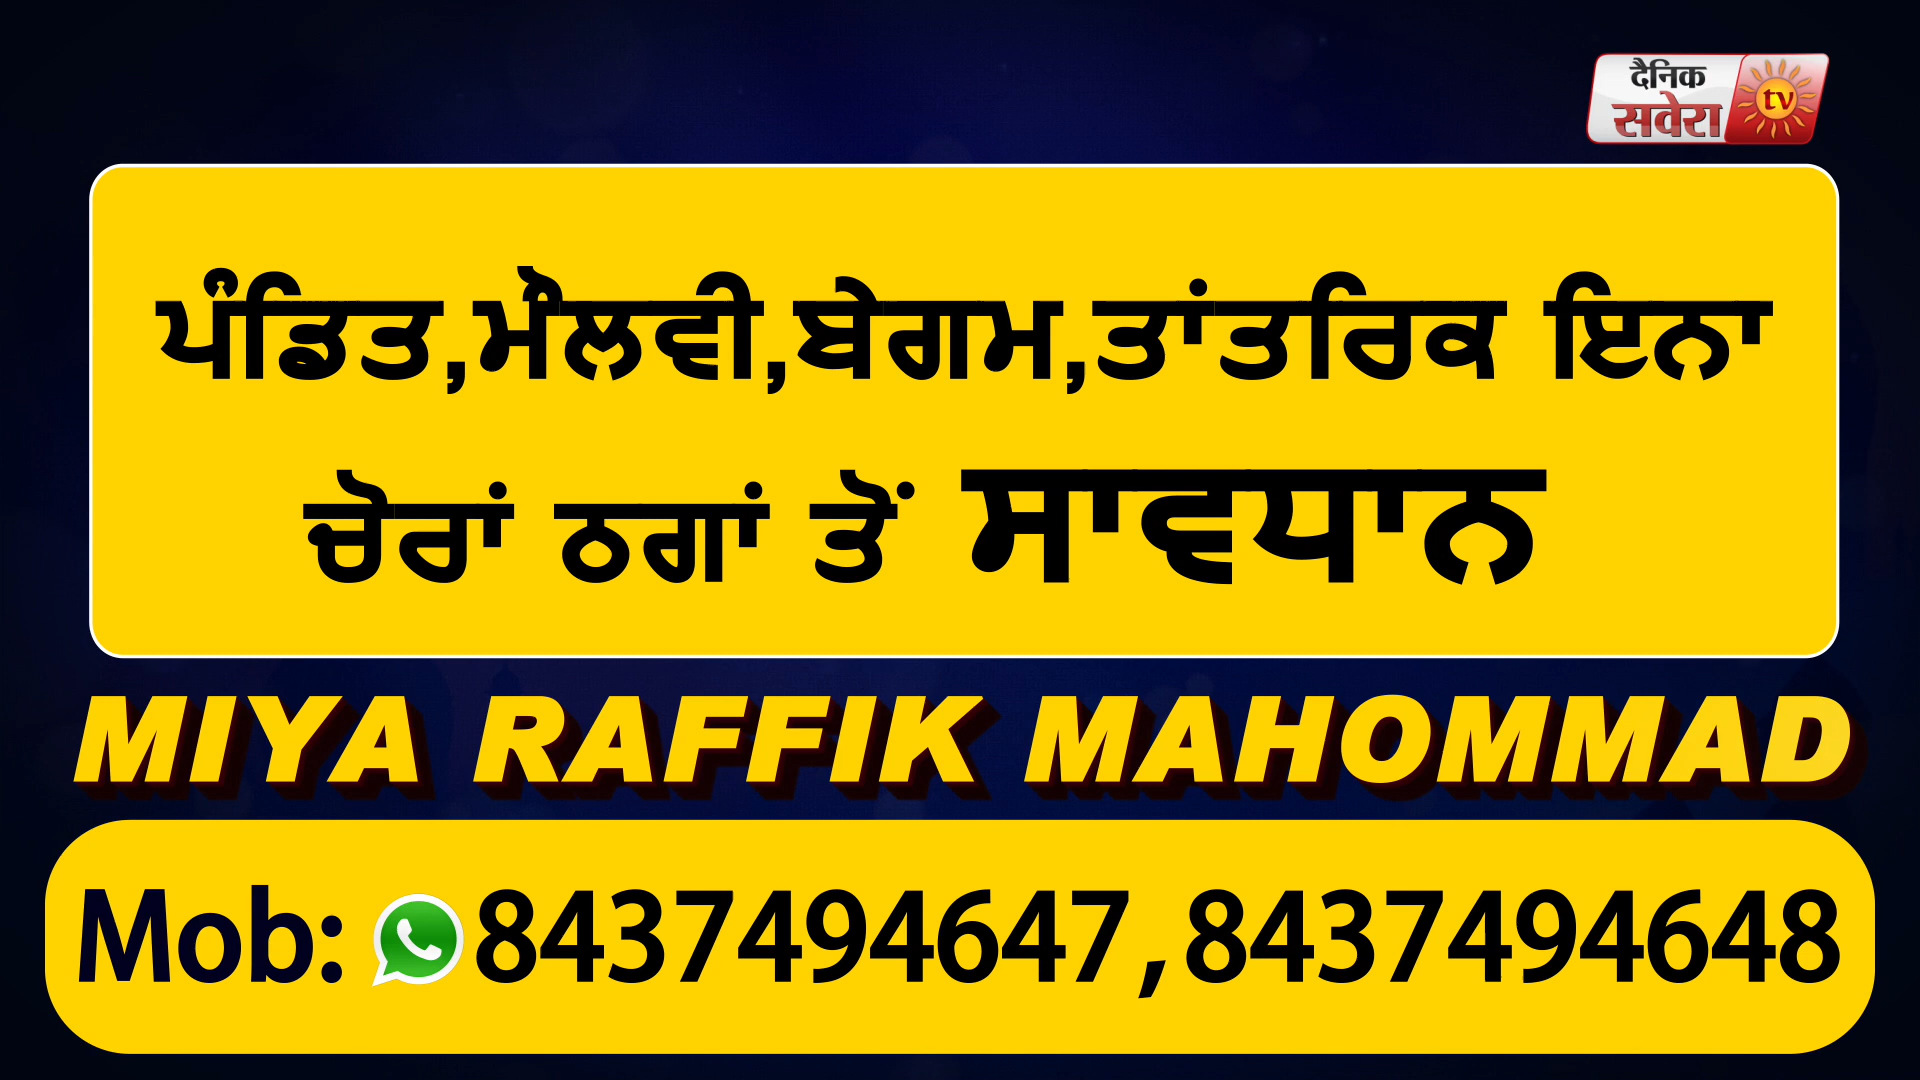 दैनिक
सवेरा tv
ਪੰਡਿਤ,ਮੌਲਵੀ,ਬੇਗਮ,ਤਾਂਤਰਿਕ ਇਨਾ
ਚੋਰਾਂ ਠਗਾਂ ਤੋਂ ਸਾਵਧਾਨ
MIYA RAFFIK MAHOMMAD
Mob: 8437494647, 8437494648